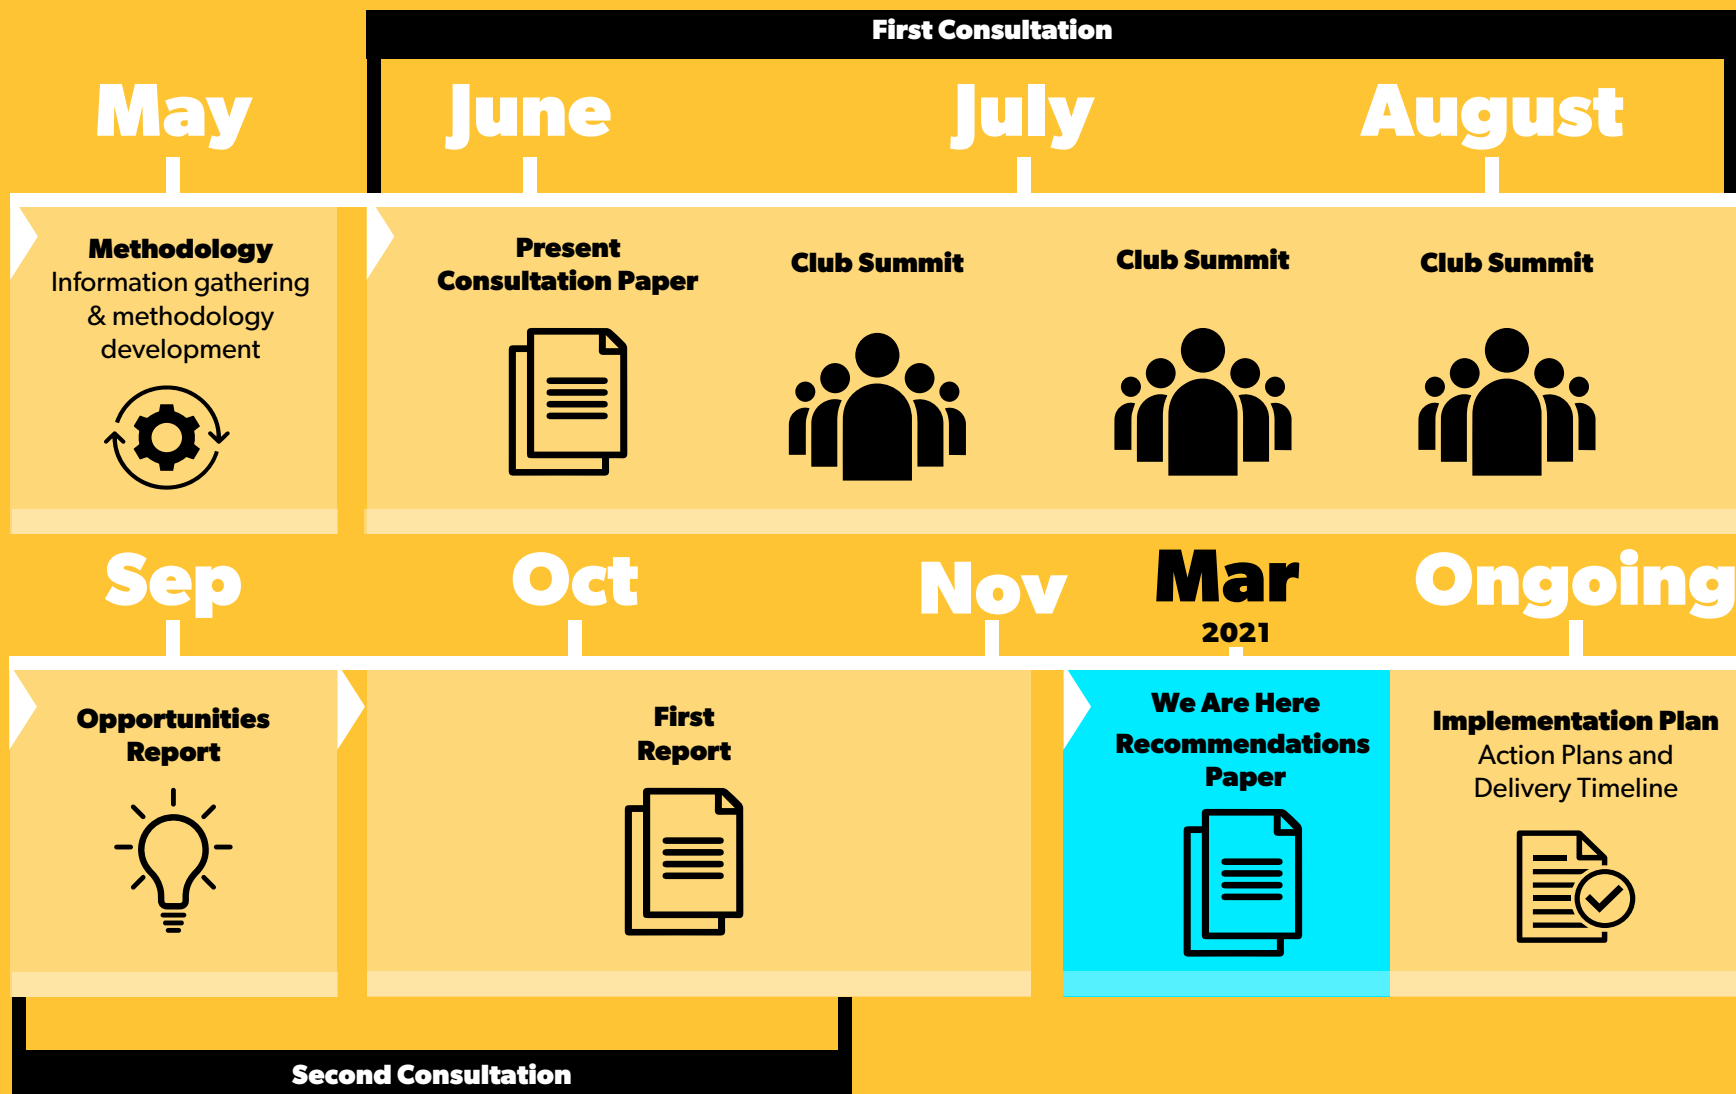 First Consultation
May
June
July
August
Methodology
Information gathering
& methodology
development
Present
Consultation Paper
Club Summit
Club Summit
Club Summit
Sep
Oct
Nov
Mar
2021
Ongoing
Opportunities
Report
First
Report
We Are Here
Recommendations
Paper
Implementation Plan
Action Plans and
Delivery Timeline
Second Consultation